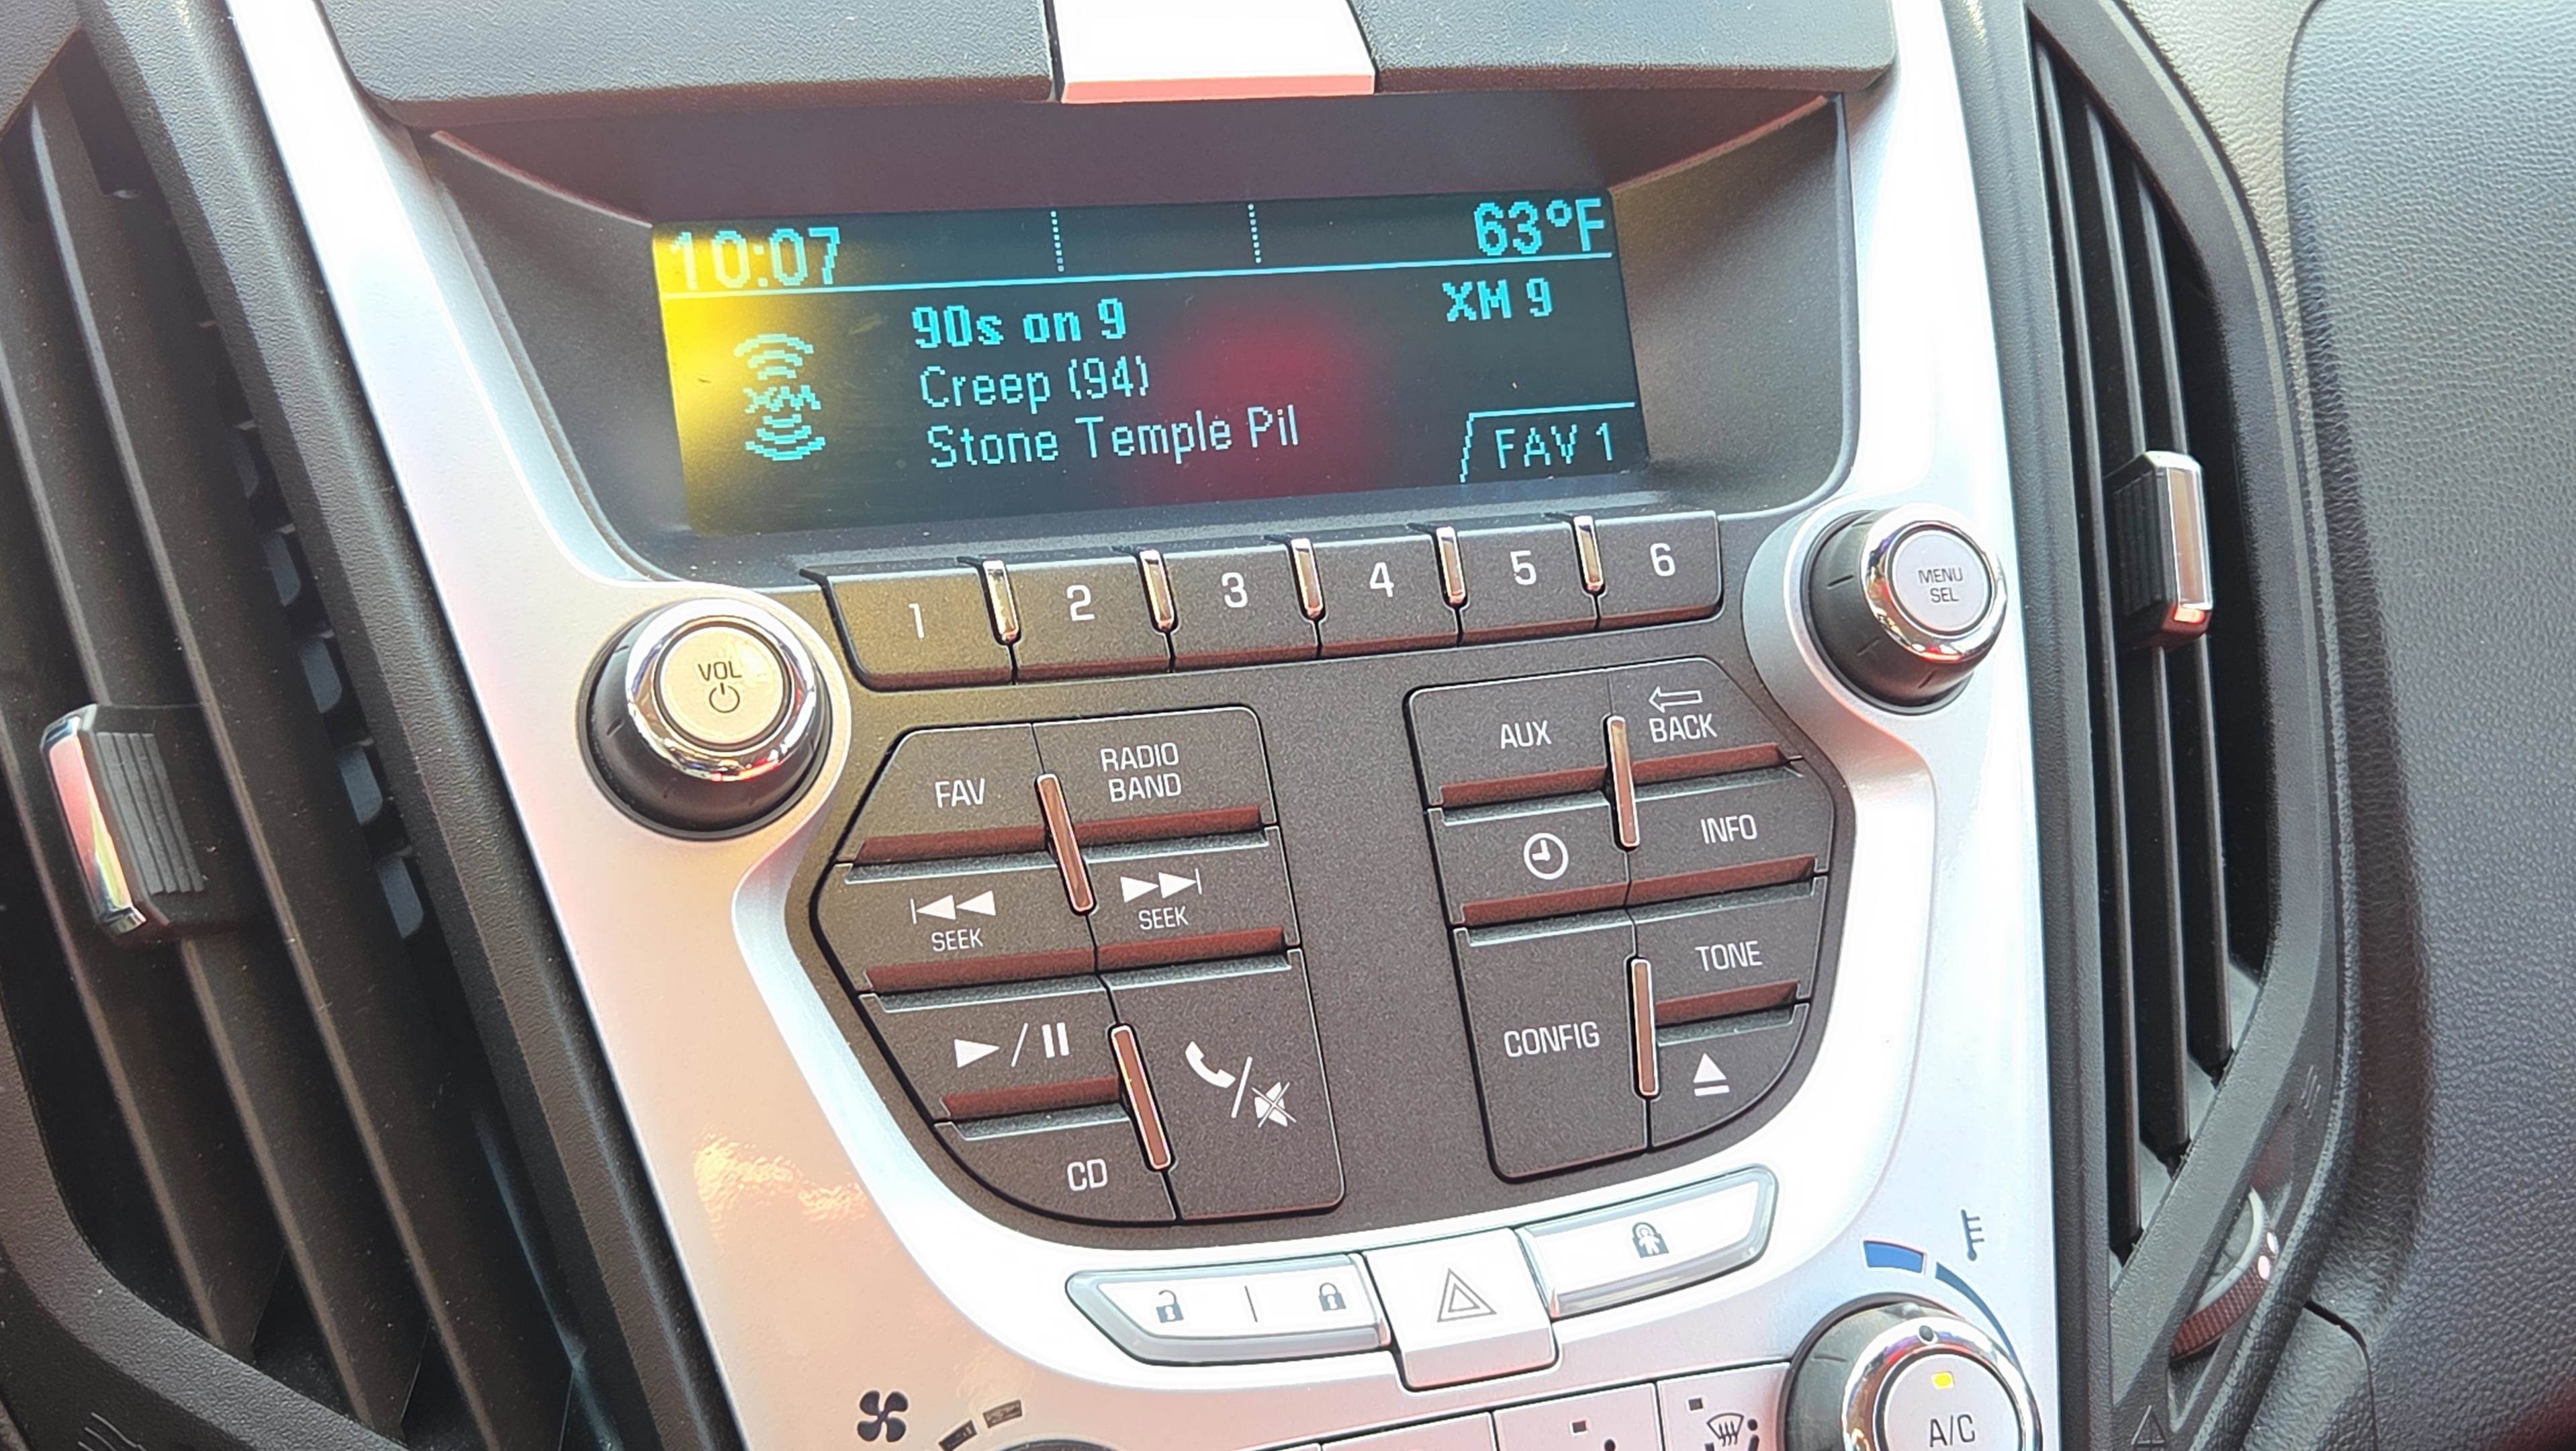 10:07 63°F
90s on 9 XM 9
Creep (94)
XM
Stone Temple Pil
FAV 1
1 2 3 4 5 6
VOL
MENU
SEL
FAV
RADIO
BAND
SEEK
SEEK
CD
AUX
BACK
INFO
CONFIG
TONE
A/C